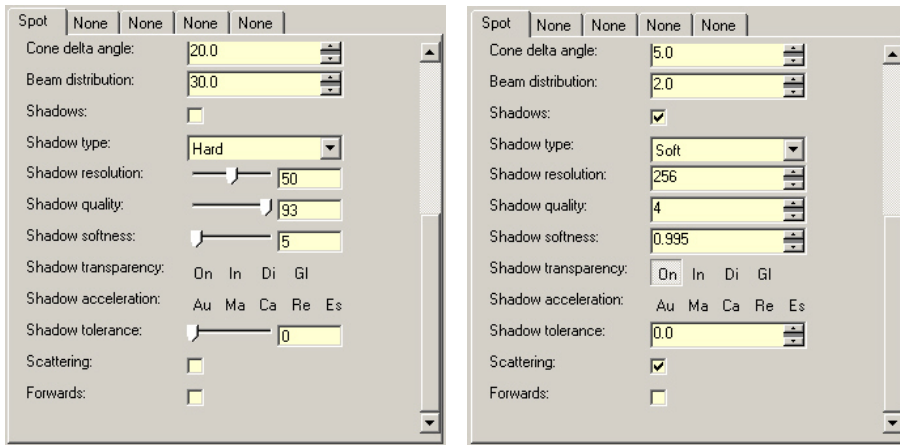 Spot None None None None
Cone delta angle: 20.0
Beam distribution: 30.0
Shadows:
Shadow type: Hard
Shadow resolution: 50
Shadow quality: 93
Shadow softness: 5
Shadow transparency: On In Di Gl
Shadow acceleration: Au Ma Ca Re Es
Shadow tolerance: 0
Scattering:
Forwards:
Spot None None None None
Cone delta angle: 5.0
Beam distribution: 2.0
Shadows:
Shadow type: Soft
Shadow resolution: 256
Shadow quality: 4
Shadow softness: 0.995
Shadow transparency: On In Di Gl
Shadow acceleration: Au Ma Ca Re Es
Shadow tolerance: 0.0
Scattering:
Forwards: